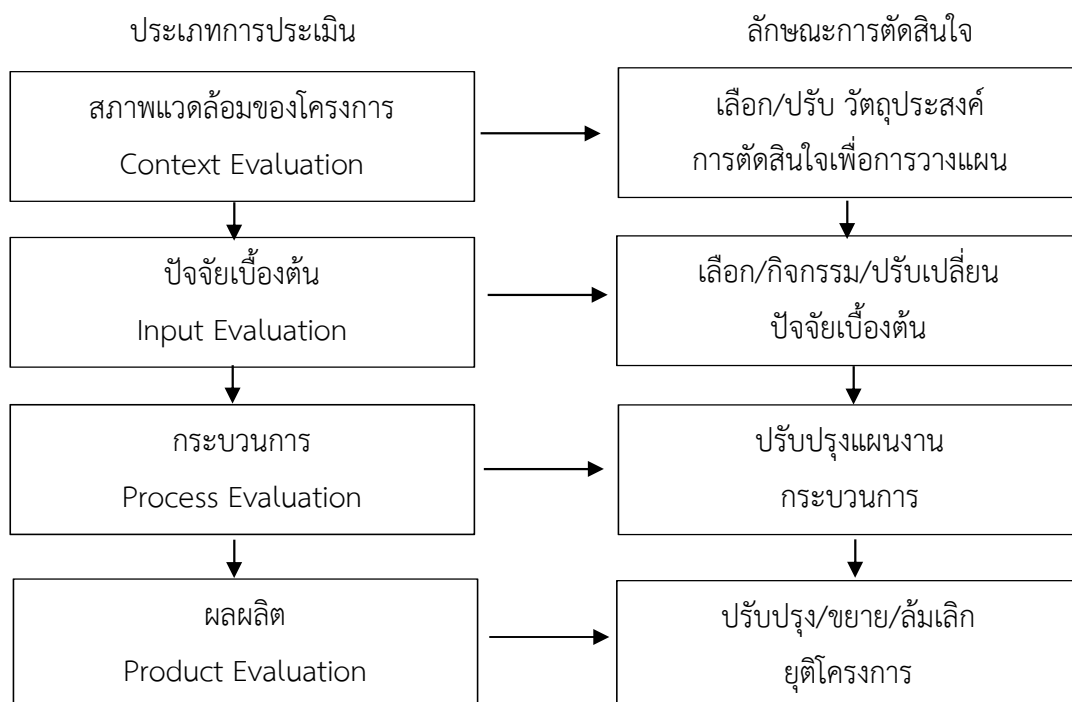 ประเภทการประเมิน
ลักษณะการตัดสินใจ
สภาพแวดล้อมของโครงการ
Context Evaluation
เลือก/ปรับ วัตถุประสงค์
การตัดสินใจเพื่อการวางแผน
ปัจจัยเบื้องต้น
Input Evaluation
เลือก/กิจกรรม/ปรับเปลี่ยน
ปัจจัยเบื้องต้น
กระบวนการ
Process Evaluation
ปรับปรุงแผนงาน
กระบวนการ
ผลผลิต
Product Evaluation
ปรับปรุง/ขยาย/ล้มเลิก
ยุติโครงการ